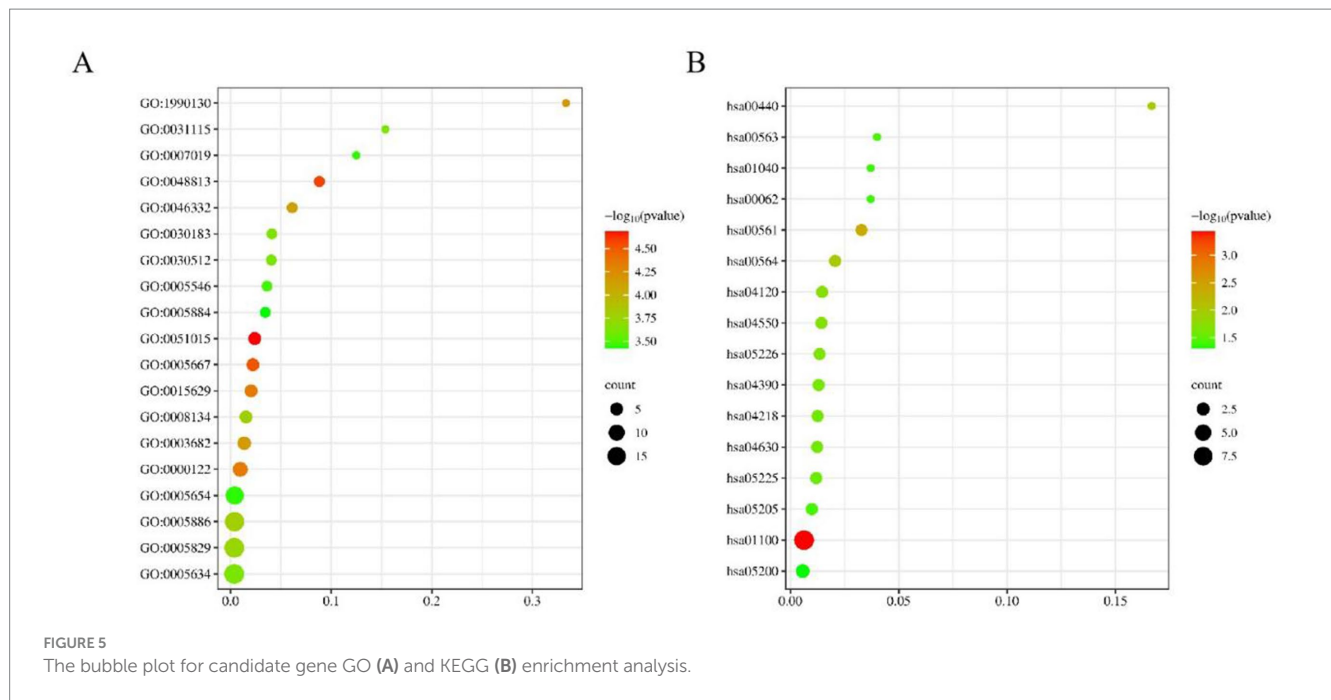 A
GO:1990130
GO:0031115
GO:0007019
GO:0048813
GO:0046332
GO:0030183
GO:0030512
GO:0005546
GO:0005884
GO:0051015
GO:0005667
GO:0015629
GO:0008134
GO:0003682
GO:0000122
GO:0005654
GO:0005886
GO:0005829
GO:0005634
0.0 0.1 0.2 0.3
−log10(pvalue)
4.50
4.25
4.00
3.75
3.50
count
5
10
15
B
hsa00440
hsa00563
hsa01040
hsa00062
hsa00561
hsa00564
hsa04120
hsa04550
hsa05226
hsa04390
hsa04218
hsa04630
hsa05225
hsa05205
hsa01100
hsa05200
0.00 0.05 0.10 0.15
−log10(pvalue)
3.0
2.5
2.0
1.5
count
2.5
5.0
7.5
FIGURE 5
The bubble plot for candidate gene GO (A) and KEGG (B) enrichment analysis.